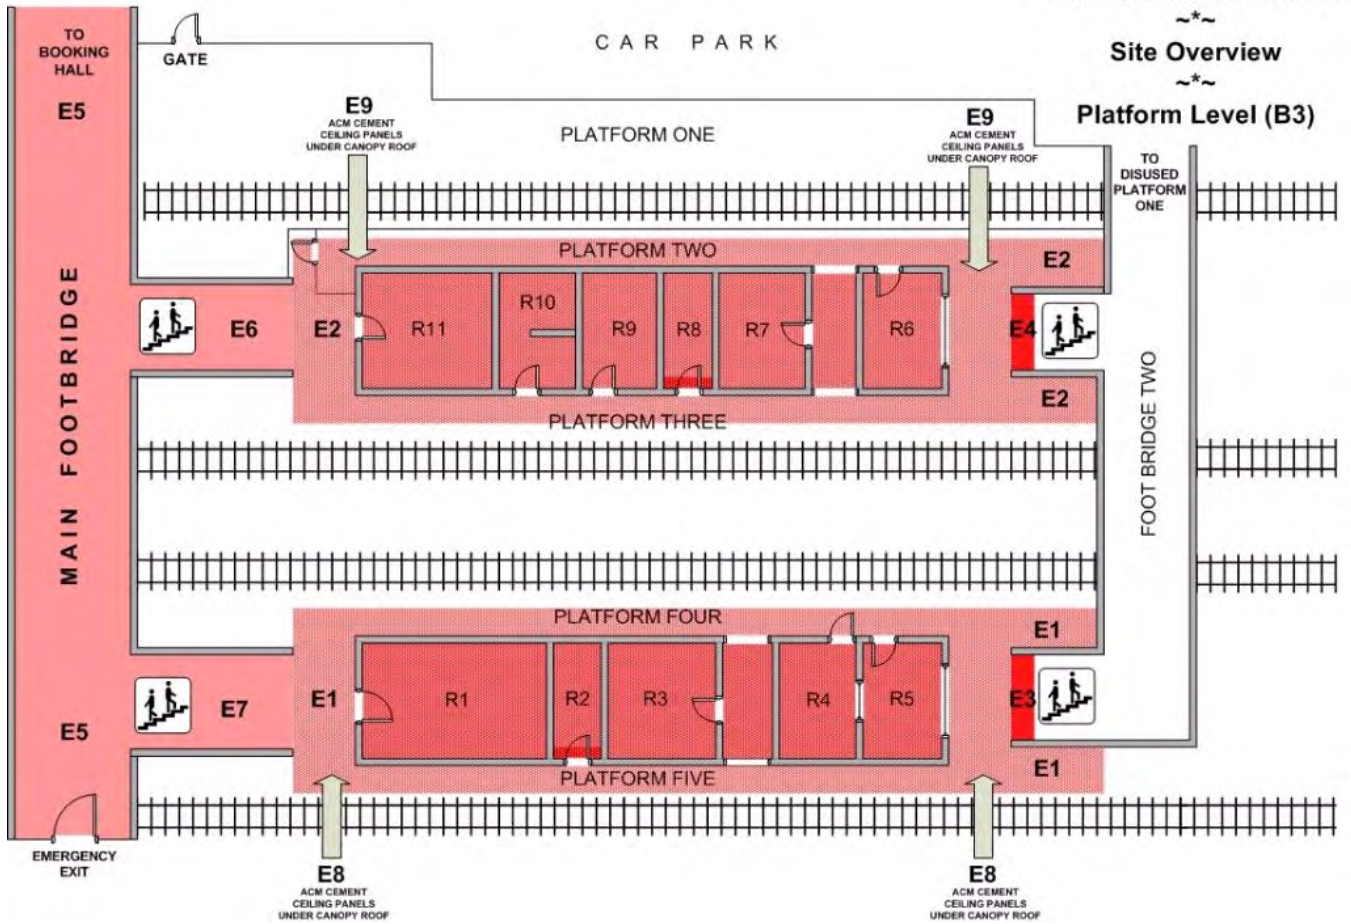 ~*~
Site Overview
~*~
Platform Level (B3)
TO
BOOKING
HALL
E5
GATE
CAR PARK
E9
ACM CEMENT
CEILING PANELS
UNDER CANOPY ROOF
PLATFORM ONE
E9
ACM CEMENT
CEILING PANELS
UNDER CANOPY ROOF
TO
DISUSED
PLATFORM
ONE
PLATFORM TWO
E2
E6
E2
R11
R10
R9
R8
R7
R6
E4
E2
PLATFORM THREE
MAIN FOOTBRIDGE
FOOT BRIDGE TWO
PLATFORM FOUR
E1
E7
E1
R1
R2
R3
R4
R5
E3
E5
E1
PLATFORM FIVE
EMERGENCY
EXIT
E8
ACM CEMENT
CEILING PANELS
UNDER CANOPY ROOF
E8
ACM CEMENT
CEILING PANELS
UNDER CANOPY ROOF